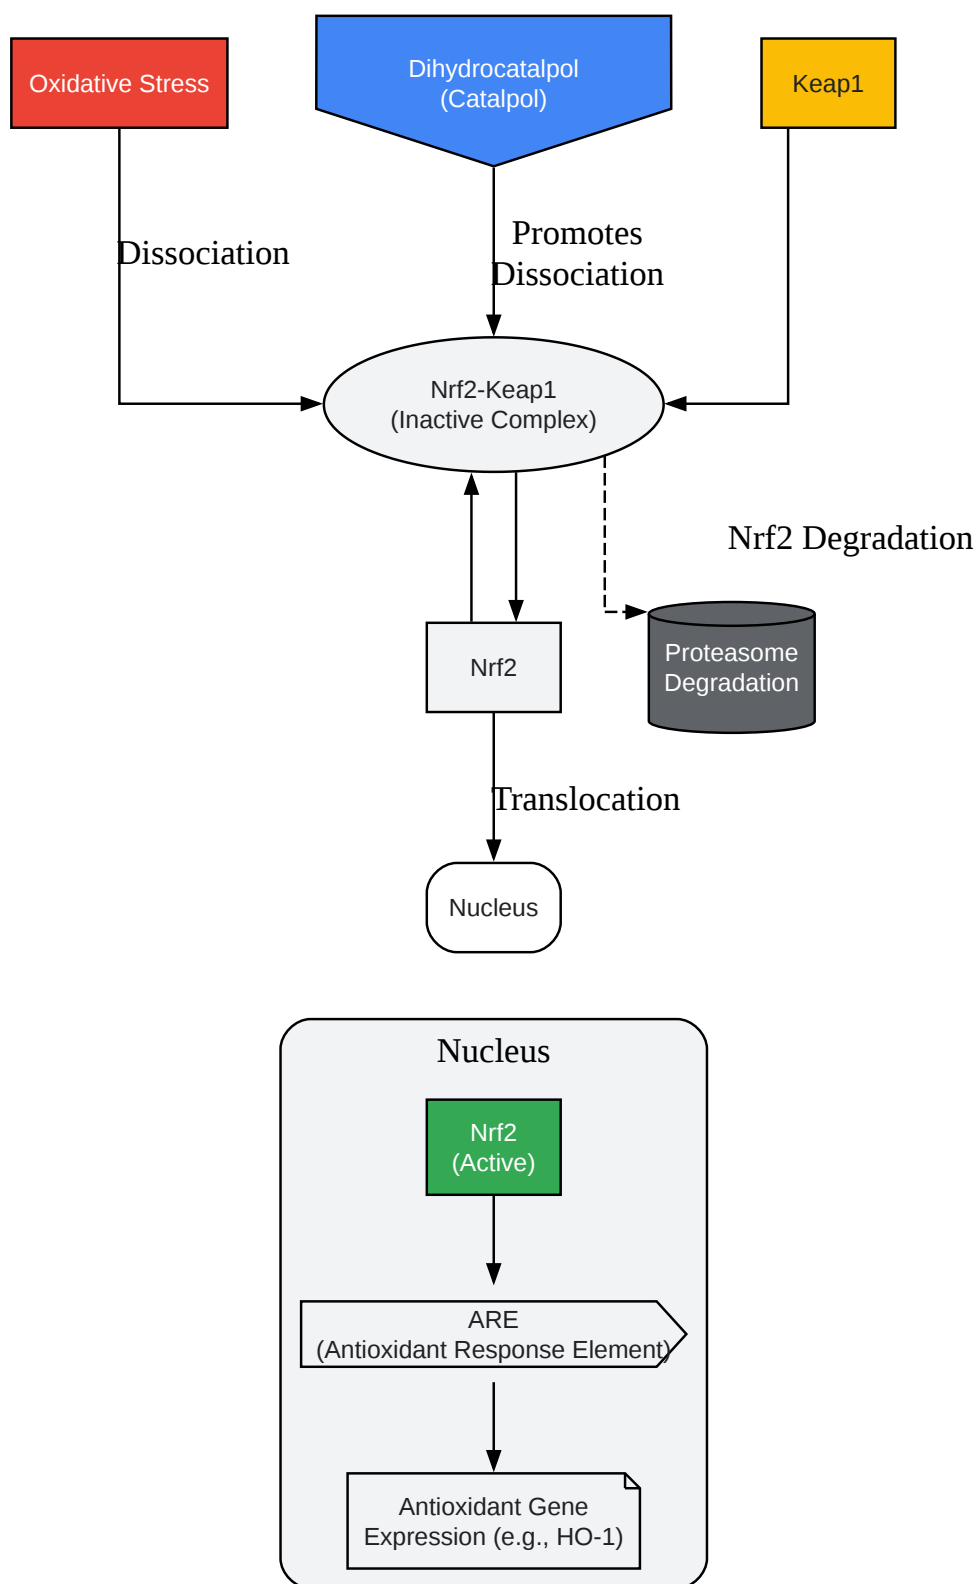 Oxidative Stress
Dihydrocatalpol
(Catalpol)
Keap1
Dissociation
Promotes
Dissociation
Nrf2-Keap1
(Inactive Complex)
Nrf2 Degradation
Nrf2
Proteasome
Degradation
Translocation
Nucleus
Nucleus
Nrf2
(Active)
ARE
(Antioxidant Response Element)
Antioxidant Gene
Expression (e.g., HO-1)